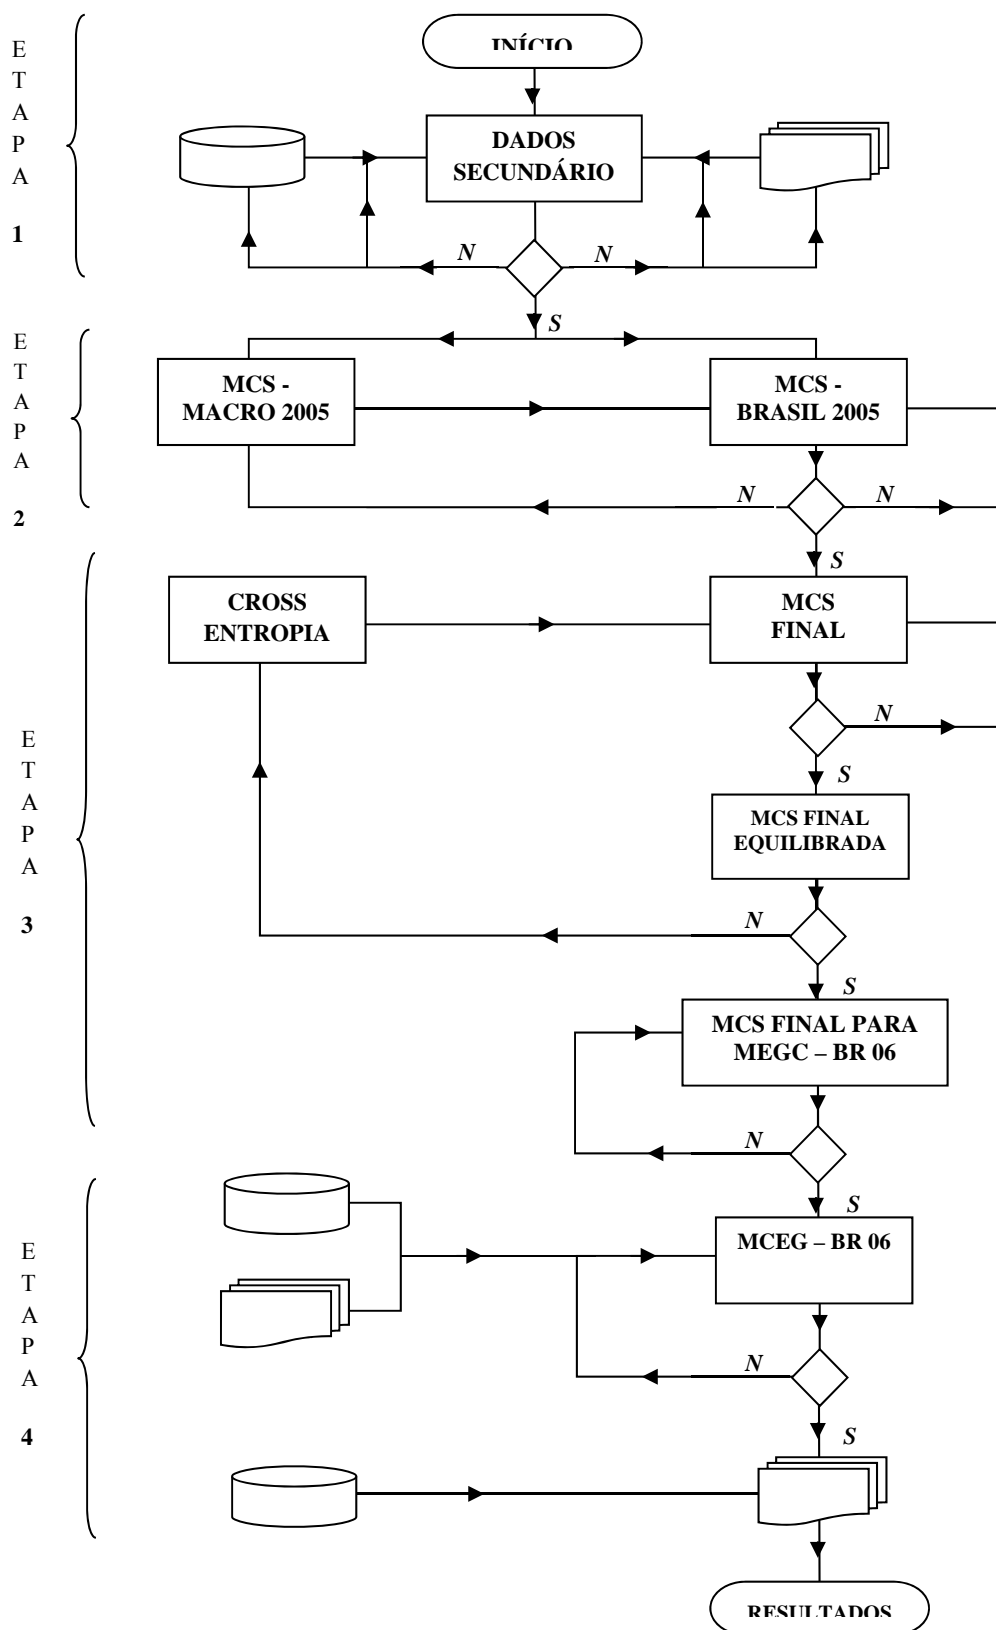 E
T
A
P
A
1
INÍCIO
DADOS
SECUNDÁRIO
N
N
S
E
T
A
P
A
2
MCS -
MACRO 2005
MCS -
BRASIL 2005
N
N
S
E
T
A
P
A
3
CROSS
ENTROPIA
MCS
FINAL
N
S
MCS FINAL
EQUILIBRADA
N
S
MCS FINAL PARA
MEGC – BR 06
N
S
E
T
A
P
A
4
MCEG – BR 06
N
S
RESULTADOS